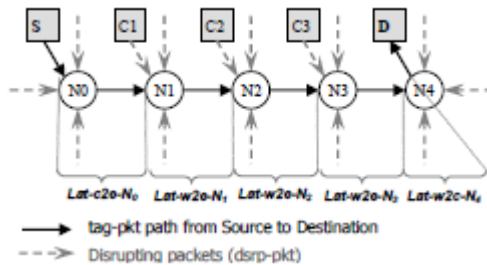 S C1 C2 C3 D
N0 N1 N2 N3 N4
Lat-c2o-N₀ Lat-w2o-N₁ Lat-w2o-N₂ Lat-w2o-N₃ Lat-w2c-N₄
tag-pkt path from Source to Destination
Disrupting packets (dsrp-pkt)